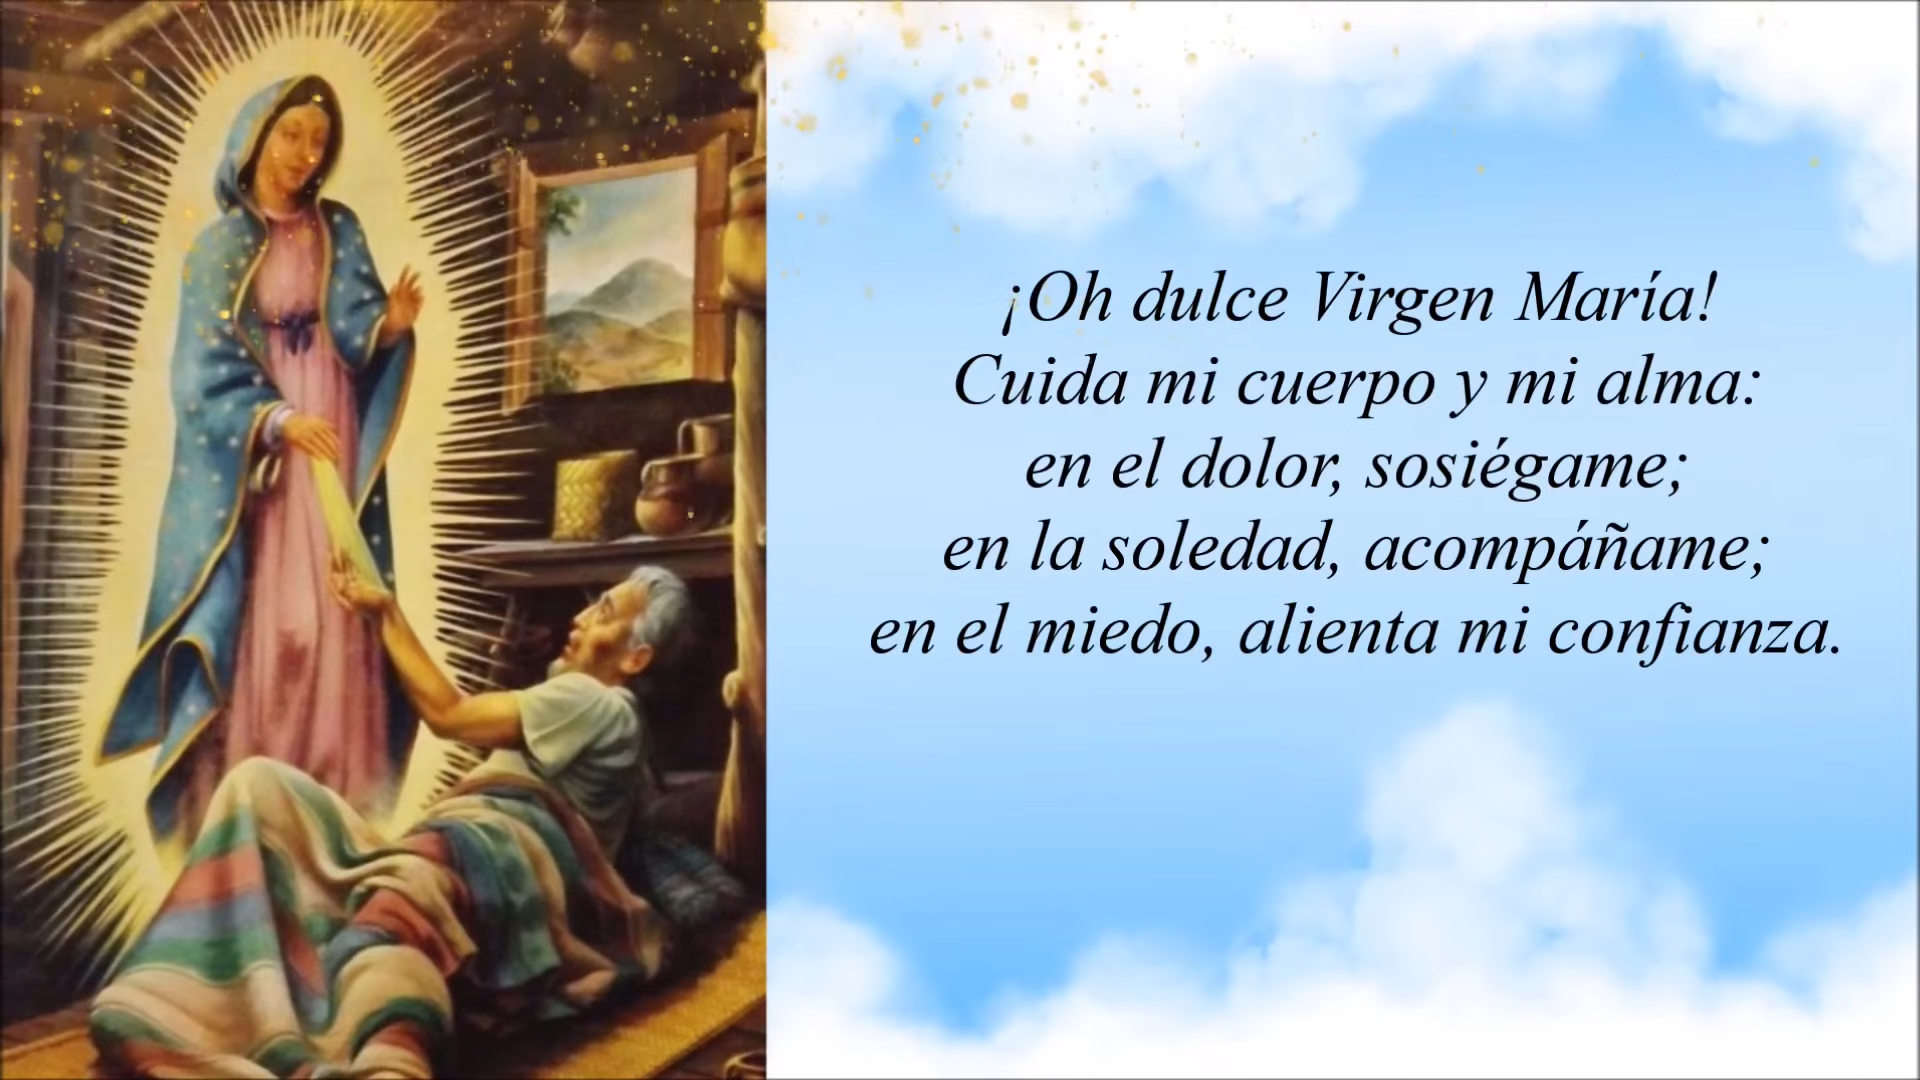 ¡Oh dulce Virgen María!
Cuida mi cuerpo y mi alma:
en el dolor, sosiégame;
en la soledad, acompáñame;
en el miedo, alienta mi confianza.